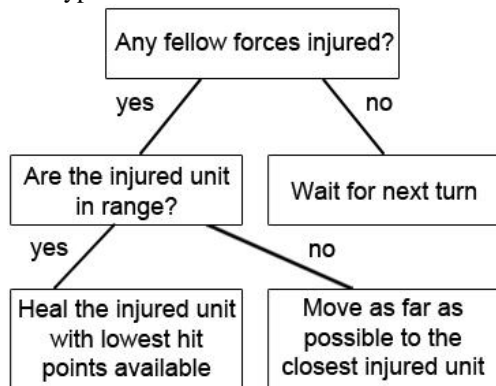 Any fellow forces injured?
yes
no
Are the injured unit
in range?
Wait for next turn
yes
no
Heal the injured unit
with lowest hit
points available
Move as far as
possible to the
closest injured unit